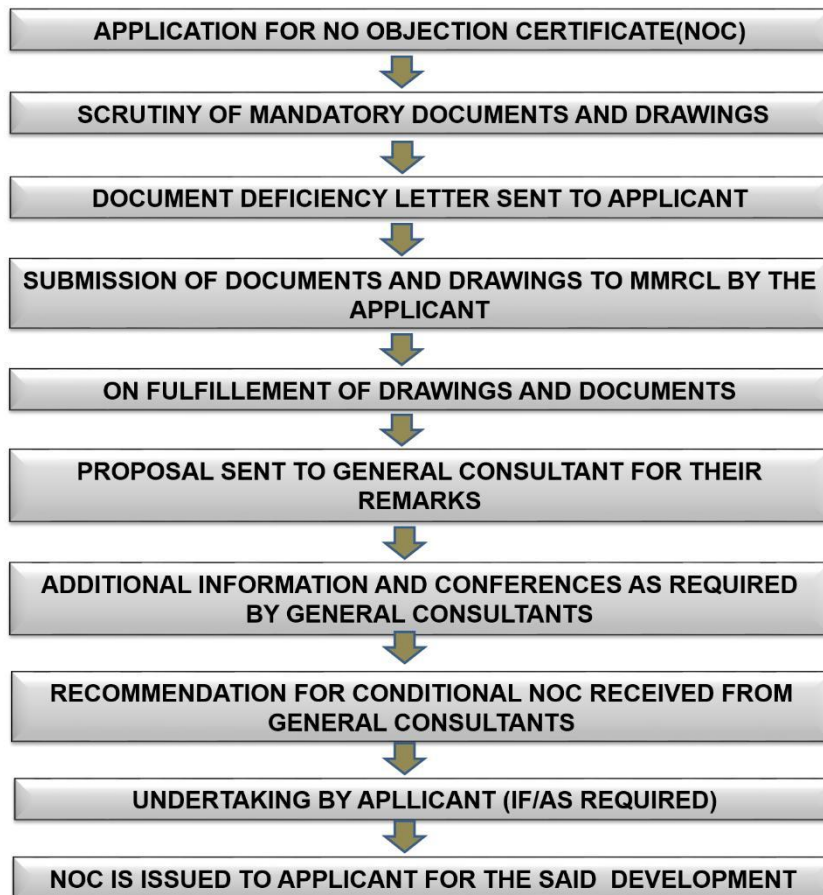 APPLICATION FOR NO OBJECTION CERTIFICATE(NOC)
SCRUTINY OF MANDATORY DOCUMENTS AND DRAWINGS
DOCUMENT DEFICIENCY LETTER SENT TO APPLICANT
SUBMISSION OF DOCUMENTS AND DRAWINGS TO MMRCL BY THE
APPLICANT
ON FULFILLEMENT OF DRAWINGS AND DOCUMENTS
PROPOSAL SENT TO GENERAL CONSULTANT FOR THEIR
REMARKS
ADDITIONAL INFORMATION AND CONFERENCES AS REQUIRED
BY GENERAL CONSULTANTS
RECOMMENDATION FOR CONDITIONAL NOC RECEIVED FROM
GENERAL CONSULTANTS
UNDERTAKING BY APLLICANT (IF/AS REQUIRED)
NOC IS ISSUED TO APPLICANT FOR THE SAID DEVELOPMENT